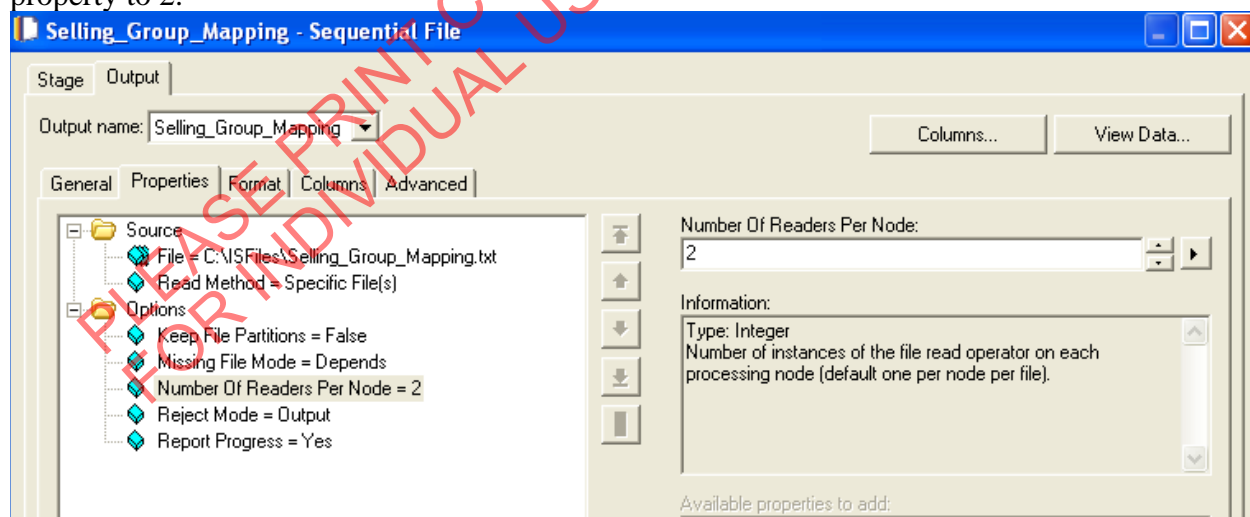 property to 2.
Selling_Group_Mapping - Sequential File
Stage Output
Output name: Selling_Group_Mapping
Columns... View Data...
General Properties Format Columns Advanced
Source
File = C:\ISFiles\Selling_Group_Mapping.txt
Read Method = Specific File(s)
Options
Keep File Partitions = False
Missing File Mode = Depends
Number Of Readers Per Node = 2
Reject Mode = Output
Report Progress = Yes
Number Of Readers Per Node:
2
Information:
Type: Integer
Number of instances of the file read operator on each
processing node (default one per node per file).
Available properties to add:
PLEASE PRINT
FOR INDIVIDUAL